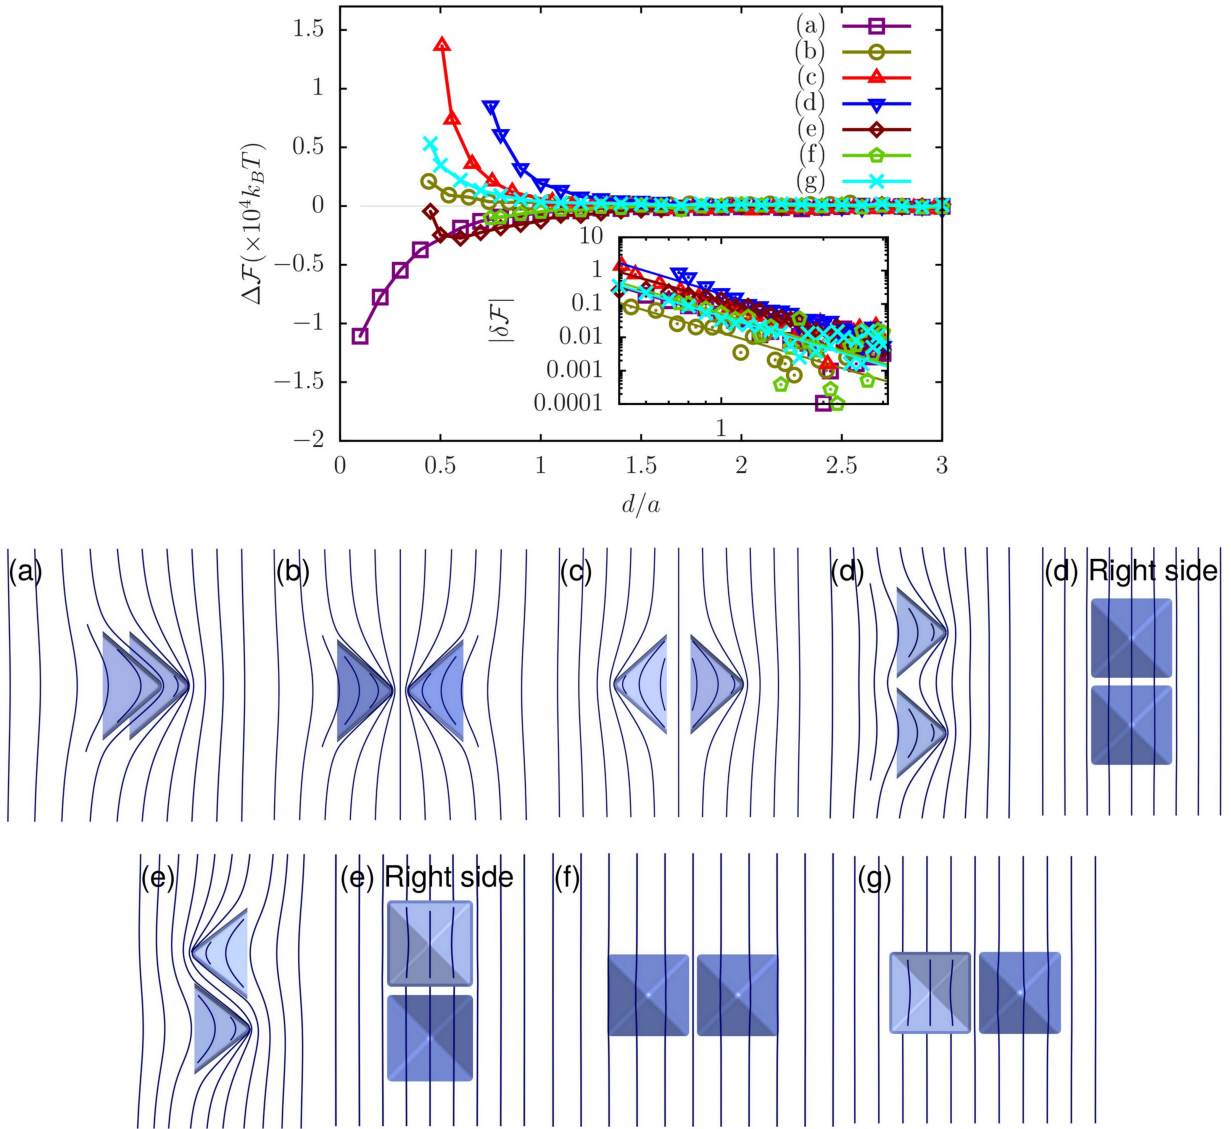 1.5
1
0.5
0
−0.5
−1
−1.5
−2
ΔF(×10⁴k_BT)
(a)
(b)
(c)
(d)
(e)
(f)
(g)
10
1
0.1
0.01
0.001
0.0001
|δF|
1
0 0.5 1 1.5 2 2.5 3
d/a
(a) (b) (c) (d) (d) Right side
(e) (e) Right side (f) (g)